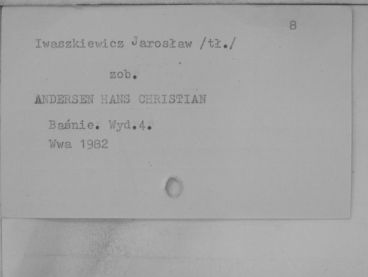 8
Iwaszkiewicz Jarosław /tł./
zob.
ANDERSEN HANS CHRISTIAN
Baśnie. Wyd.4.
Wwa 1982